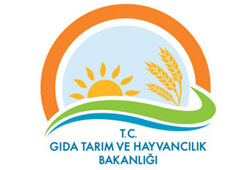 T.C.
GIDA TARIM VE HAYVANCILIK
BAKANLIĞI